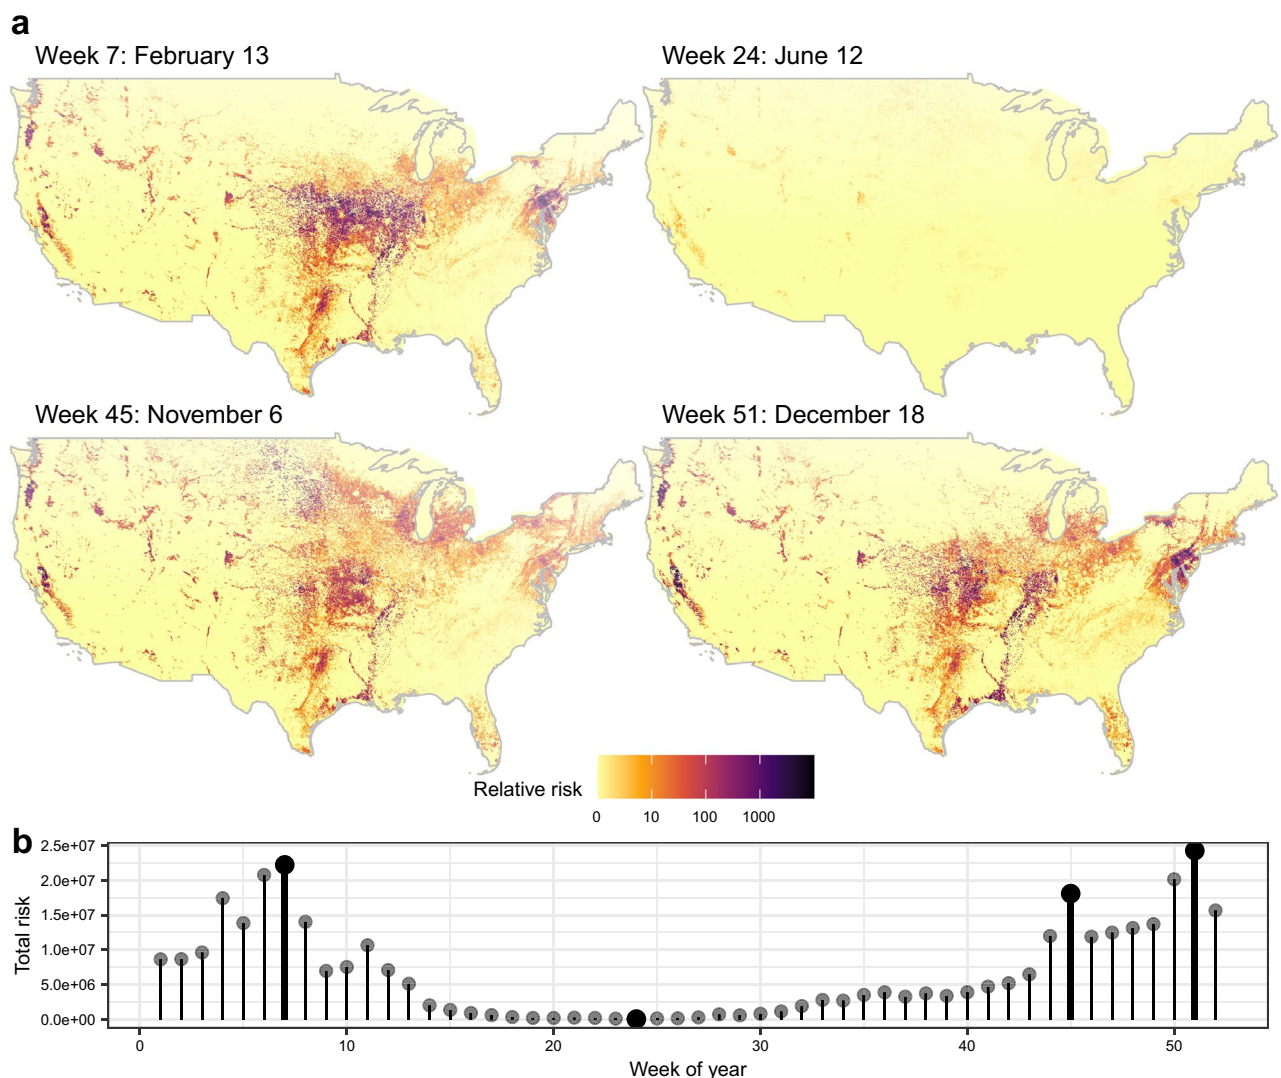 a
Week 7: February 13
Week 24: June 12
Week 45: November 6
Week 51: December 18
Relative risk
0 10 100 1000
b
2.5e+07
2.0e+07
1.5e+07
1.0e+07
5.0e+06
0.0e+00
Total risk
0 10 20 30 40 50
Week of year